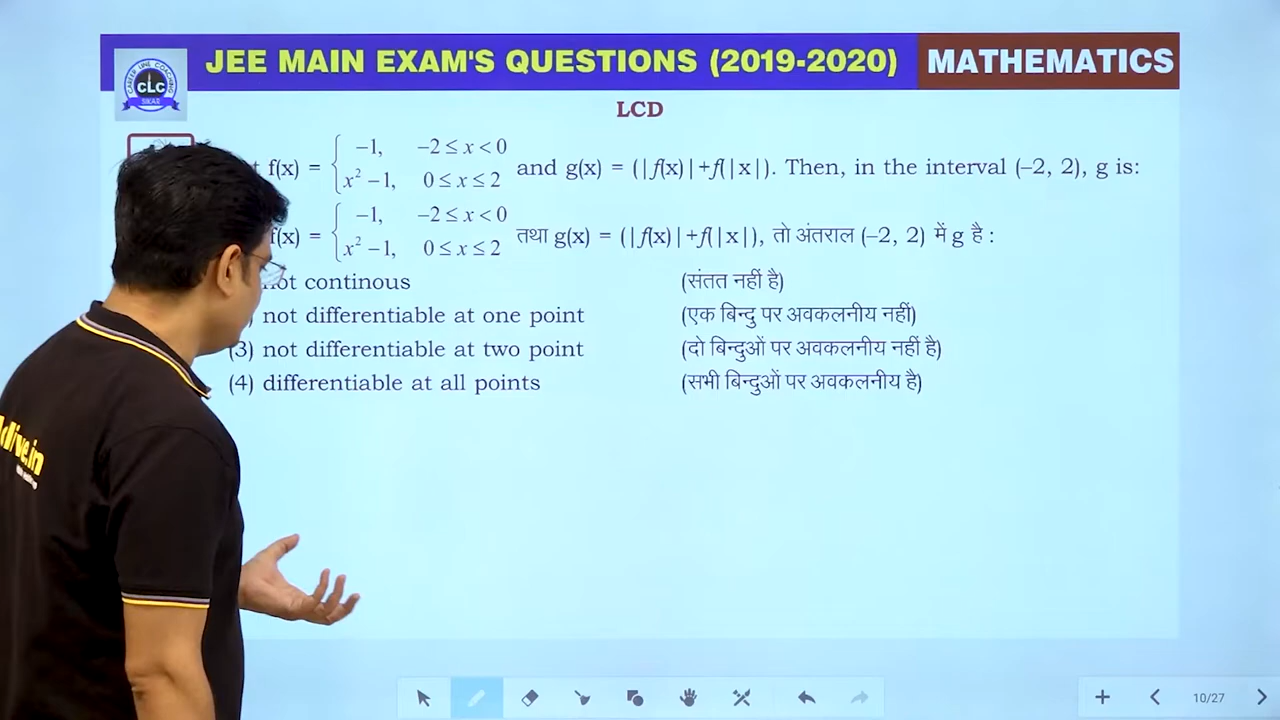 JEE MAIN EXAM'S QUESTIONS (2019-2020) MATHEMATICS
CLC
SIKAR
LCD
f(x) = { −1, −2 ≤ x < 0
x² −1, 0 ≤ x ≤ 2 and g(x) = (|f(x)|+f(|x|). Then, in the interval (−2, 2), g is:
f(x) = { −1, −2 ≤ x < 0
x² −1, 0 ≤ x ≤ 2 तथा g(x) = (|f(x)|+f(|x|), तो अंतराल (−2, 2) में g है :
not continous (संतत नहीं है)
not differentiable at one point (एक बिन्दु पर अवकलनीय नहीं)
(3) not differentiable at two point (दो बिन्दुओं पर अवकलनीय नहीं है)
(4) differentiable at all points (सभी बिन्दुओं पर अवकलनीय है)
10/27